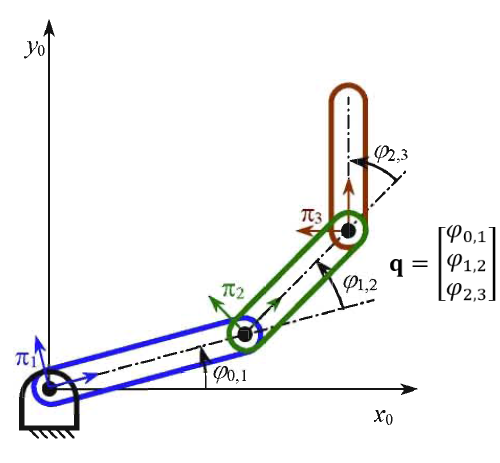 y₀
φ₂,₃
π₃
q = [φ₀,₁
φ₁,₂
φ₂,₃]
φ₁,₂
π₂
π₁
φ₀,₁
x₀